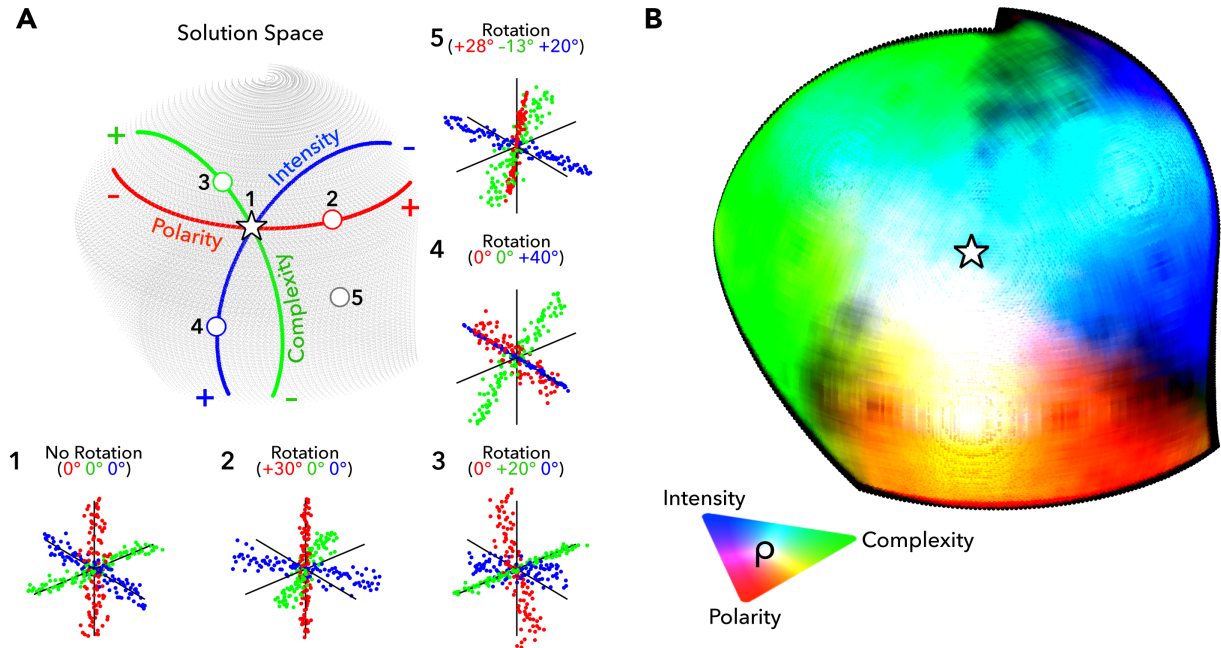 A
Solution Space
+
–
3
1
2
Intensity
–
+
Polarity
Complexity
4
5
+
–
5
Rotation
(+28° –13° +20°)
4
Rotation
(0° 0° +40°)
1
No Rotation
(0° 0° 0°)
2
Rotation
(+30° 0° 0°)
3
Rotation
(0° +20° 0°)
B
Intensity
Complexity
ρ
Polarity